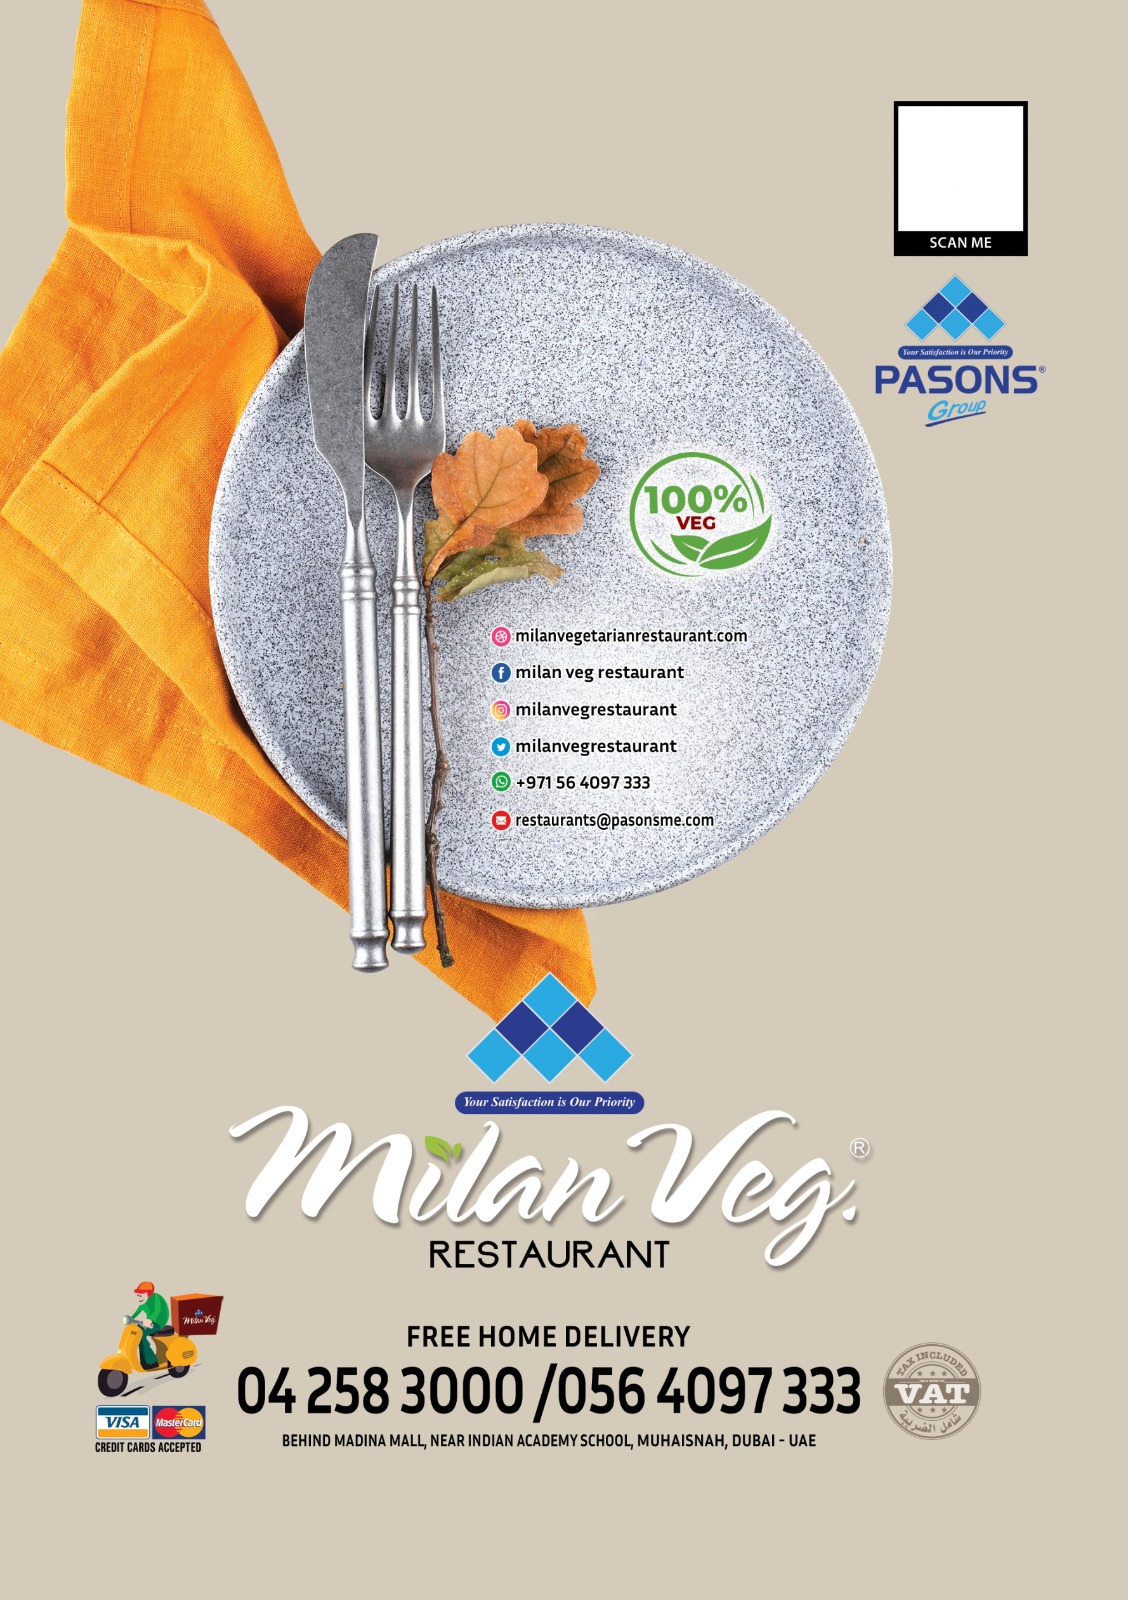 SCAN ME
Your Satisfaction is Our Priority
PASONS®
Group
100%
VEG
milanvegetarianrestaurant.com
milan veg restaurant
milanvegrestaurant
milanvegrestaurant
+971 56 4097 333
restaurants@pasonsme.com
Your Satisfaction is Our Priority
Milan Veg.®
RESTAURANT
Milan Veg.
FREE HOME DELIVERY
04 258 3000 /056 4097 333
VISA
MasterCard
CREDIT CARDS ACCEPTED
BEHIND MADINA MALL, NEAR INDIAN ACADEMY SCHOOL, MUHAISNAH, DUBAI - UAE
TAX INCLUDED
VAT
شامل الضريبة